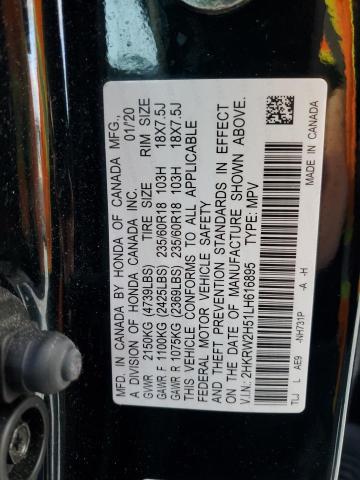 MFD. IN CANADA BY HONDA OF CANADA MFG.,
A DIVISION OF HONDA CANADA INC. 01/20
TIRE SIZE RIM SIZE
GVWR 2150KG (4739LBS)
GAWR F 1100KG (2425LBS) 235/60R18 103H 18X7.5J
GAWR R 1075KG (2369LBS) 235/60R18 103H 18X7.5J
THIS VEHICLE CONFORMS TO ALL APPLICABLE
FEDERAL MOTOR VEHICLE SAFETY
AND THEFT PREVENTION STANDARDS IN EFFECT
ON THE DATE OF MANUFACTURE SHOWN ABOVE.
V.I.N: 2HKRW2H51LH616895 TYPE: MPV
TLJ L AE9 -NH731P -A -H
MADE IN CANADA